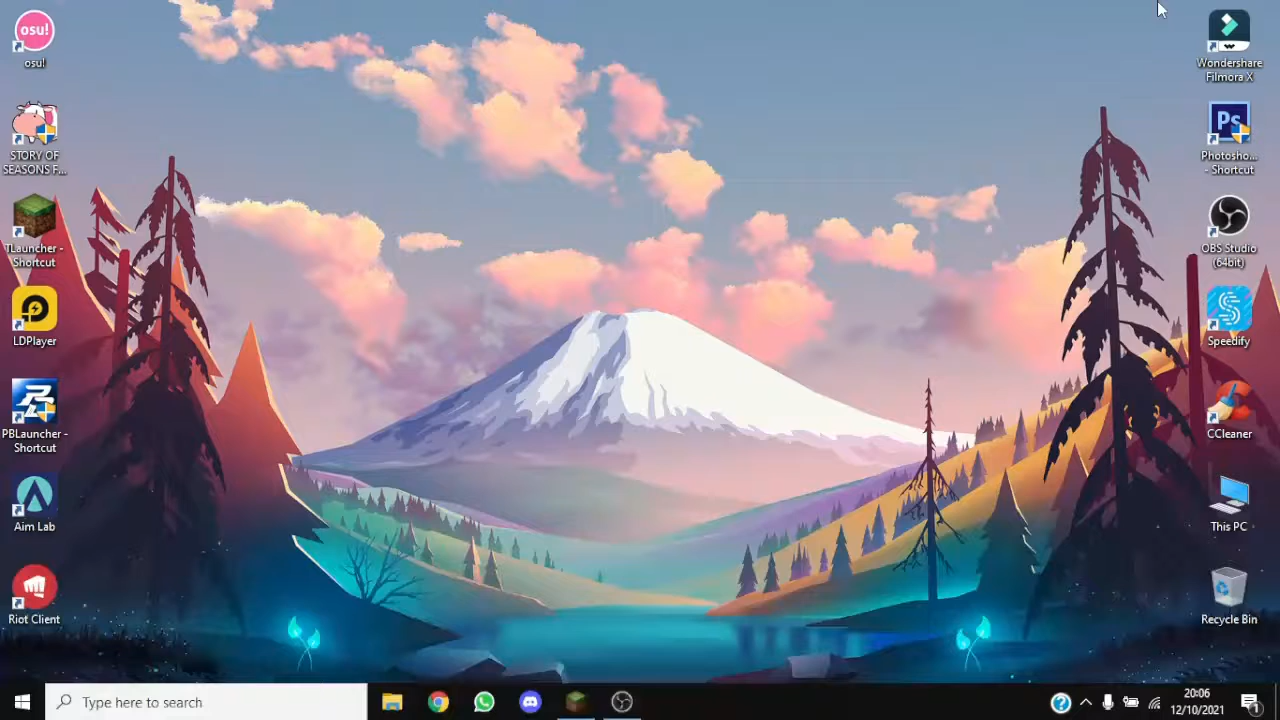 osu!
osu!
STORY OF
SEASONS F...
TLauncher -
Shortcut
LDPlayer
PBLauncher -
Shortcut
Aim Lab
Riot Client
Wondershare
Filmora X
Ps
Photosho...
- Shortcut
OBS Studio
(64bit)
Speedify
CCleaner
This PC
Recycle Bin
Type here to search
20:06
12/10/2021
1